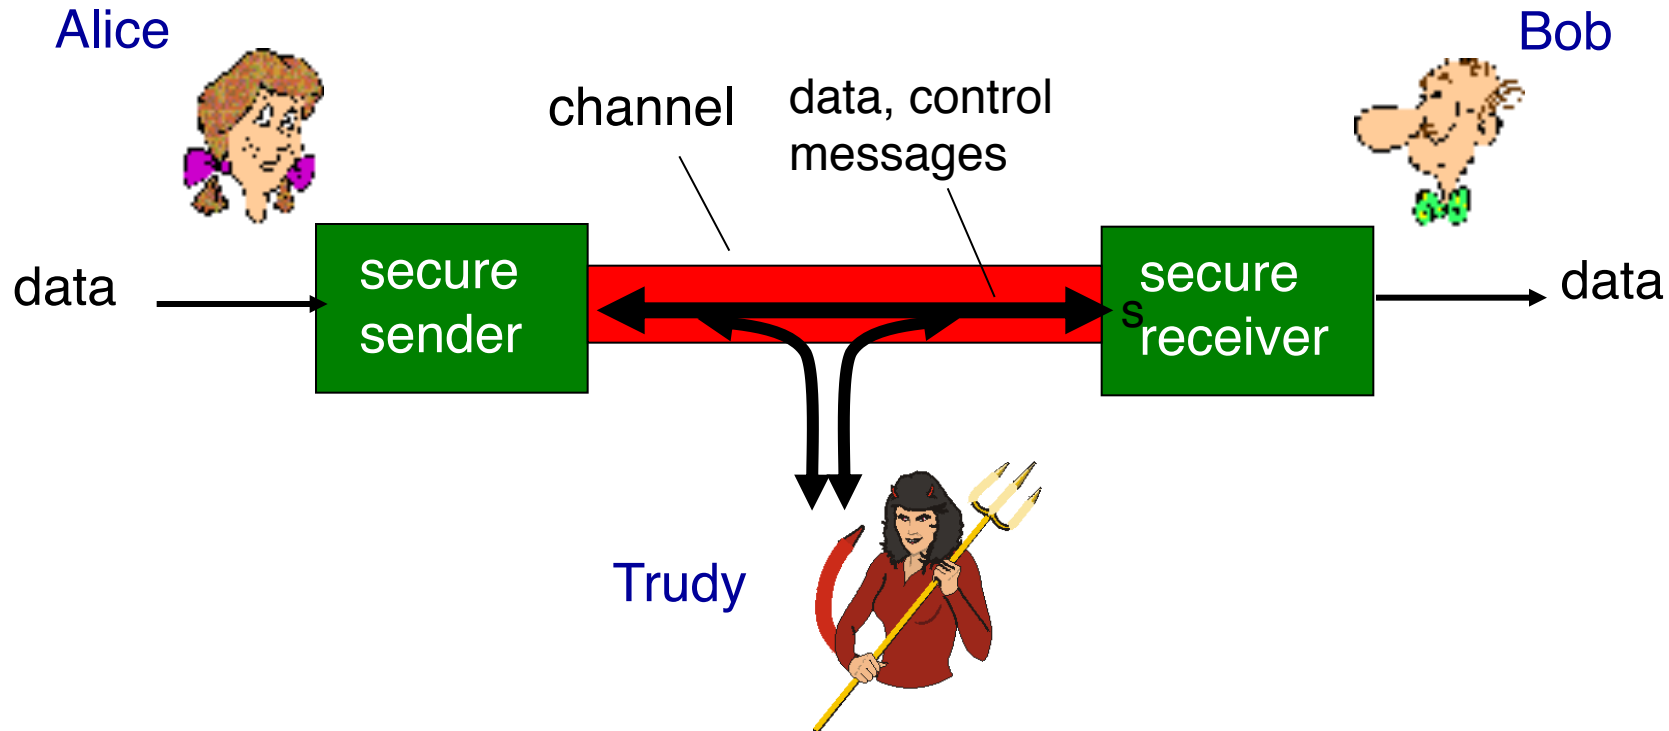 Alice
Bob
channel
data, control
messages
data
secure
sender
s
secure
receiver
data
Trudy